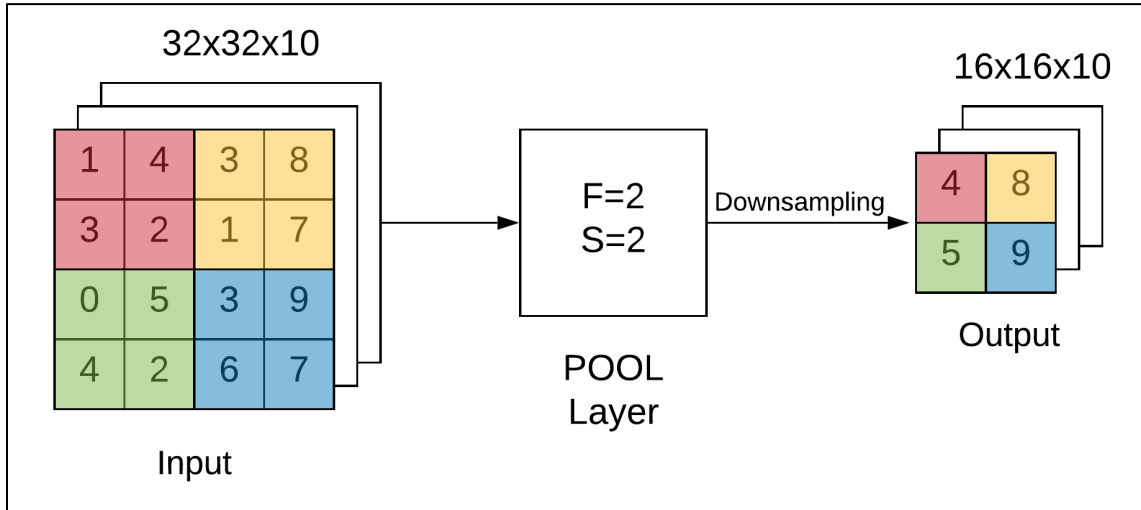 32x32x10
1 4 3 8
3 2 1 7
0 5 3 9
4 2 6 7
Input
F=2
S=2
POOL
Layer
Downsampling
16x16x10
4 8
5 9
Output